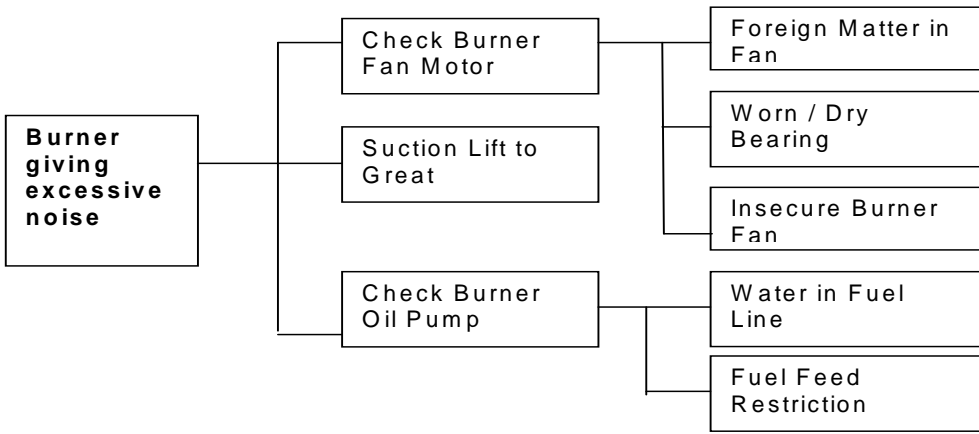 Burner
giving
excessive
noise
Check Burner
Fan Motor
Suction Lift to
Great
Check Burner
Oil Pump
Foreign Matter in
Fan
Worn / Dry
Bearing
Insecure Burner
Fan
Water in Fuel
Line
Fuel Feed
Restriction